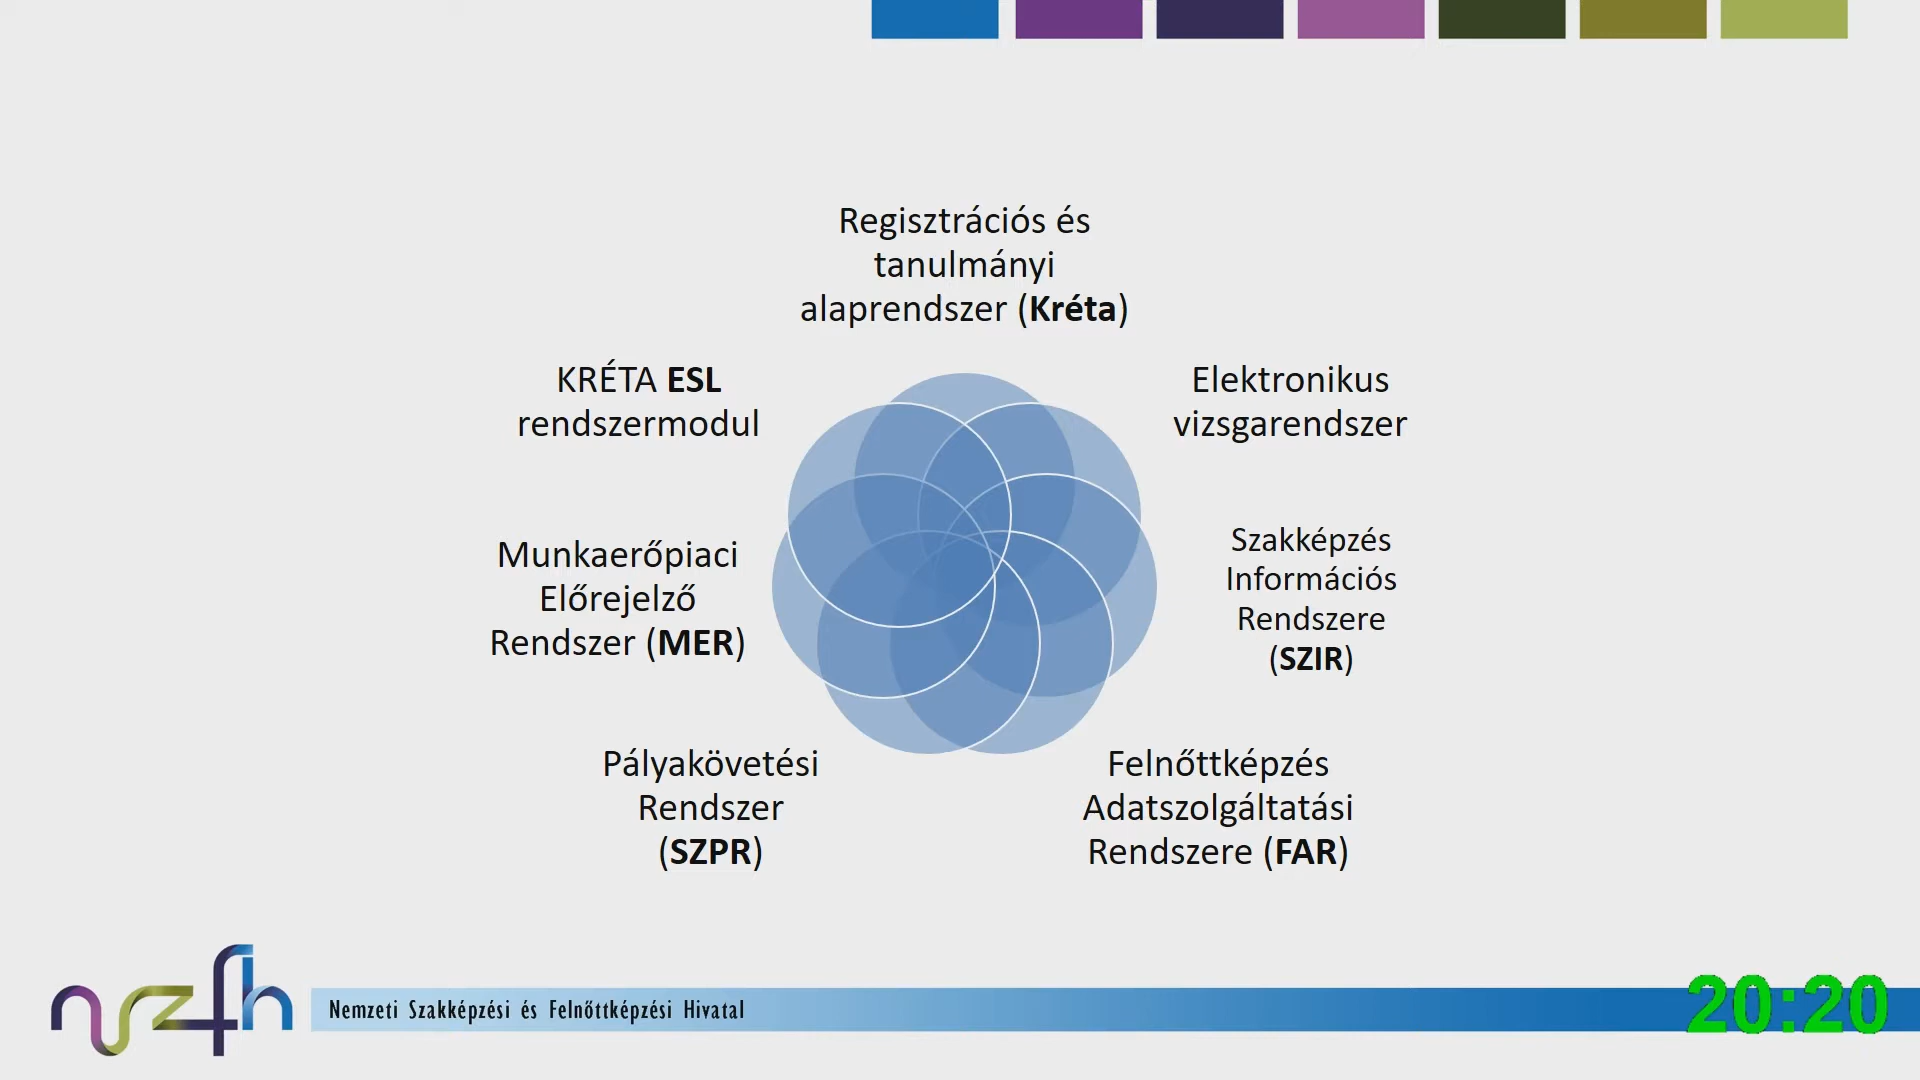 Regisztrációs és
tanulmányi
alaprendszer (Kréta)
KRÉTA ESL
rendszermodul
Elektronikus
vizsgarendszer
Munkaerőpiaci
Előrejelző
Rendszer (MER)
Szakképzés
Információs
Rendszere
(SZIR)
Pályakövetési
Rendszer
(SZPR)
Felnőttképzés
Adatszolgáltatási
Rendszere (FAR)
nszfh
Nemzeti Szakképzési és Felnőttképzési Hivatal
20:20